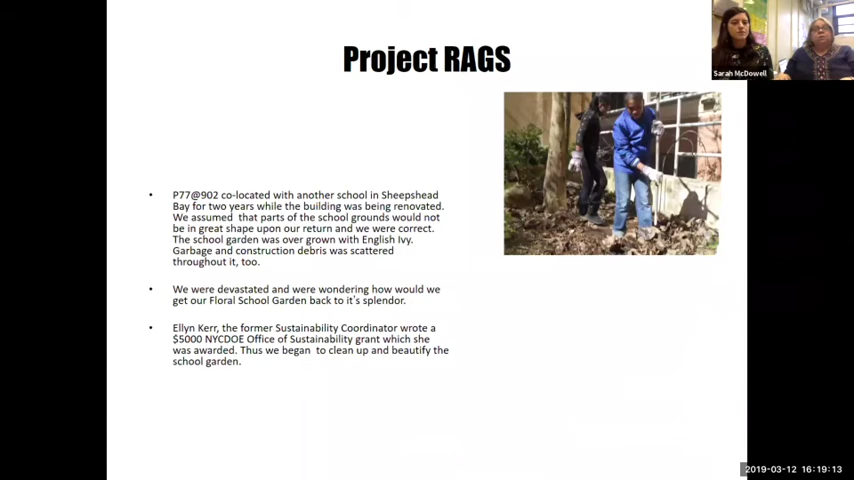 Project RAGS
Sarah McDowell
• P77@902 co-located with another school in Sheepshead
Bay for two years while the building was being renovated.
We assumed that parts of the school grounds would not
be in great shape upon our return and we were correct.
The school garden was over grown with English Ivy.
Garbage and construction debris was scattered
throughout it, too.
• We were devastated and were wondering how would we
get our Floral School Garden back to it's splendor.
• Ellyn Kerr, the former Sustainability Coordinator wrote a
$5000 NYCDOE Office of Sustainability grant which she
was awarded. Thus we began to clean up and beautify the
school garden.
2019-03-12 16:19:13